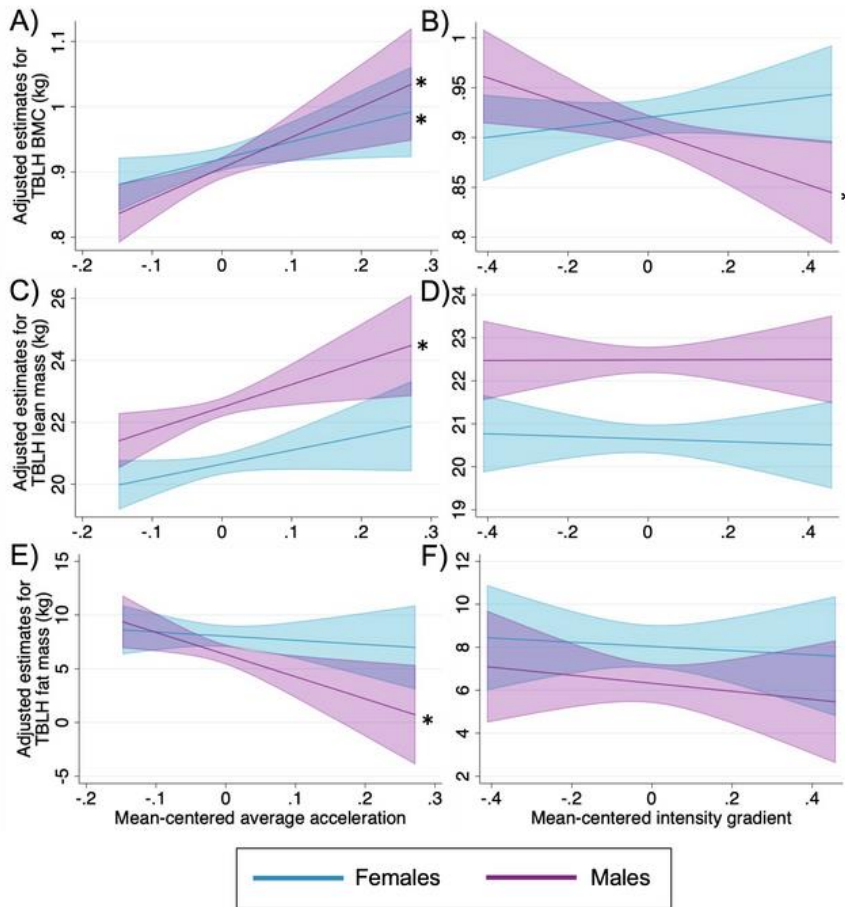 A)
B)
Adjusted estimates for
TBLH BMC (kg)
1.1
1
.9
.8
*
*
-.2 -.1 0 .1 .2 .3
1
.95
.9
.85
.8
*
-.4 -.2 0 .2 .4
C)
D)
Adjusted estimates for
TBLH lean mass (kg)
26
24
22
20
*
-.2 -.1 0 .1 .2 .3
24
23
22
21
20
19
-.4 -.2 0 .2 .4
E)
F)
Adjusted estimates for
TBLH fat mass (kg)
15
10
5
0
-5
*
-.2 -.1 0 .1 .2 .3
Mean-centered average acceleration
12
10
8
6
4
2
-.4 -.2 0 .2 .4
Mean-centered intensity gradient
Females Males